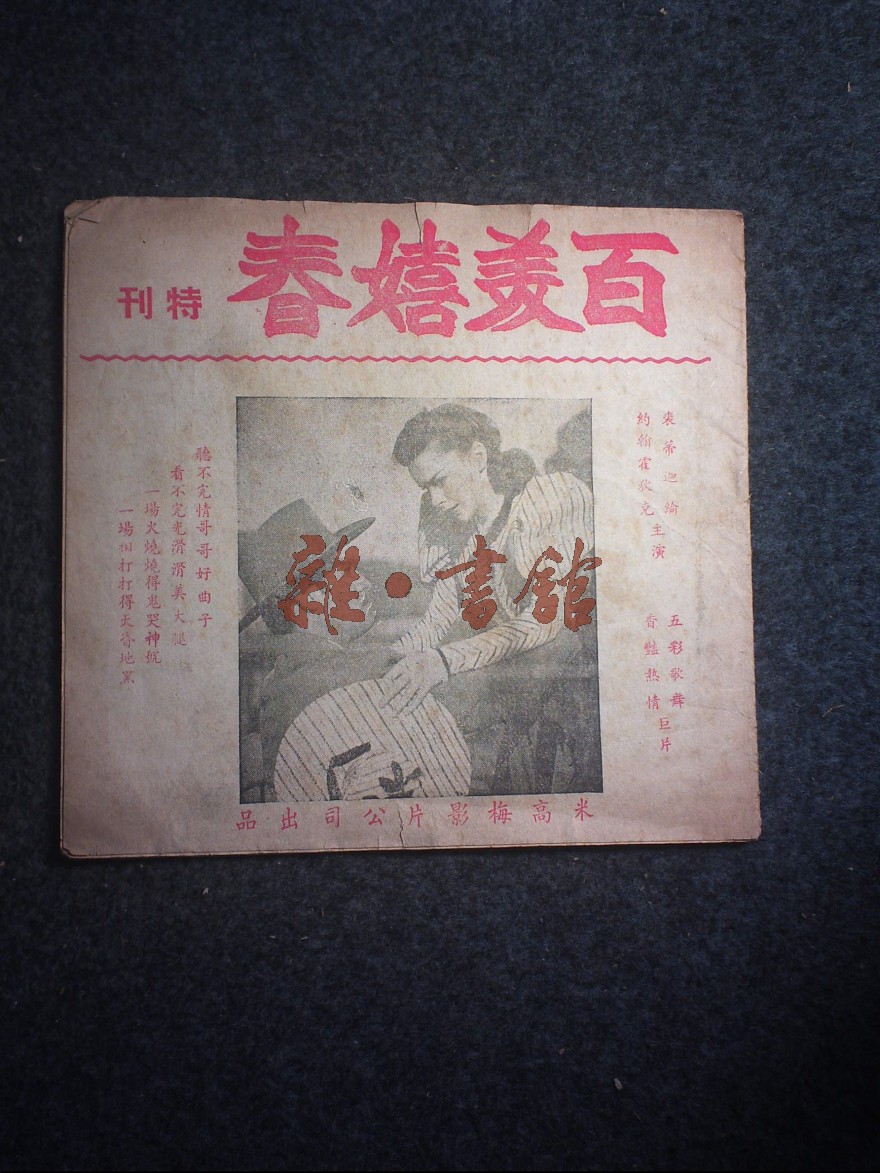 百美嬉春
特刊
裘蒂迦綸
約翰霍狄克主演
五彩歌舞
香豔熱情巨片
聽不完情哥哥好曲子
看不完光滑滑美大腿
一場火燒燒得鬼哭神號
一場相打打得天昏地黑
雜·書館
米高梅影片公司出品